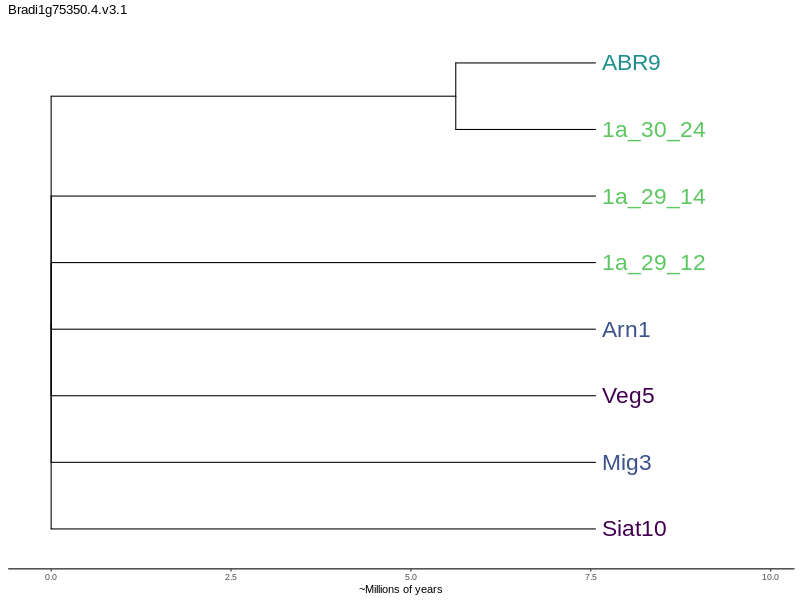 Bradi1g75350.4.v3.1
ABR9
1a_30_24
1a_29_14
1a_29_12
Arn1
Veg5
Mig3
Siat10
0.0 2.5 5.0 7.5 10.0
~Millions of years